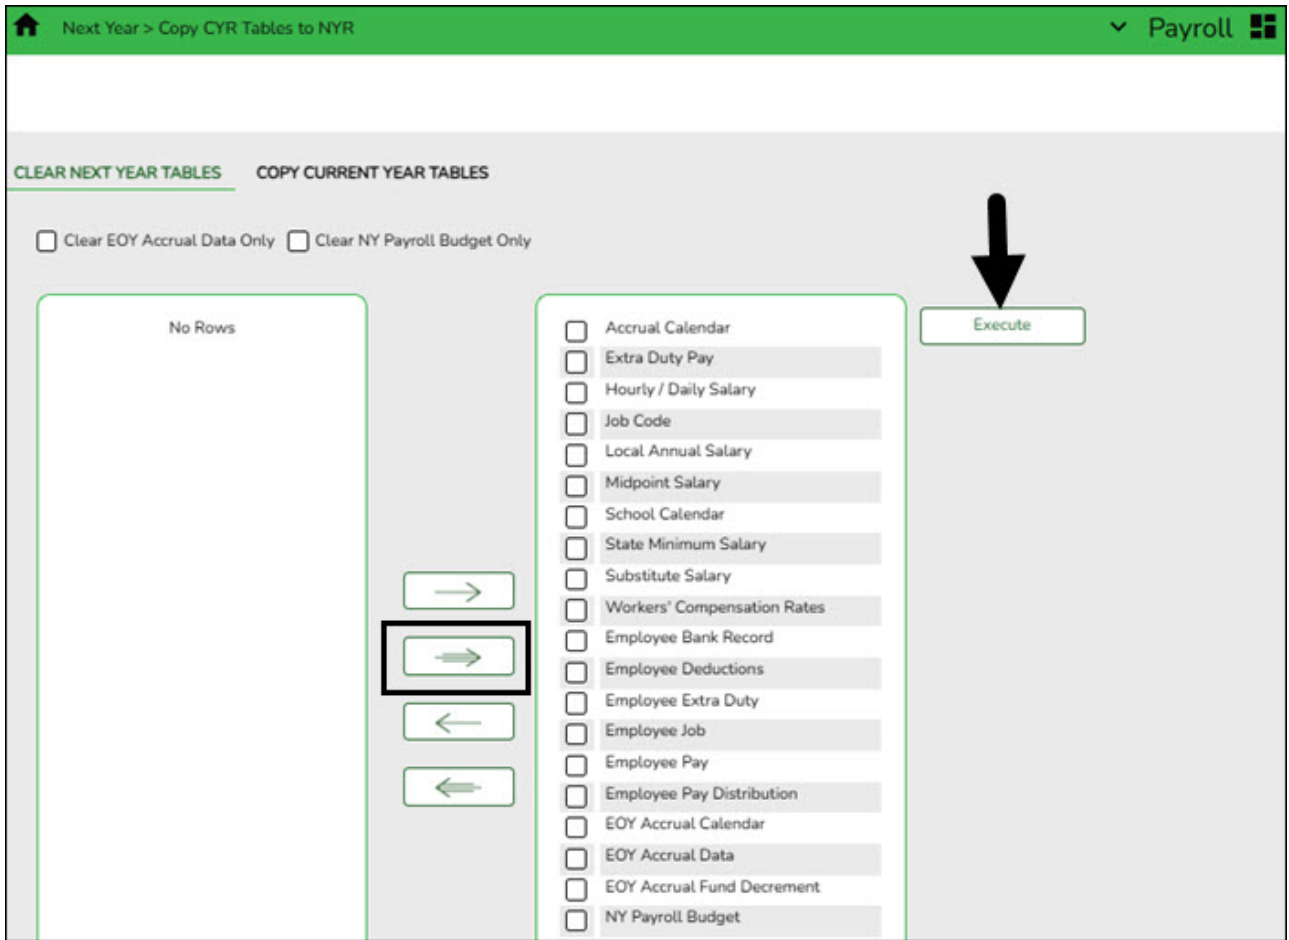 Next Year > Copy CYR Tables to NYR
Payroll
CLEAR NEXT YEAR TABLES COPY CURRENT YEAR TABLES
Clear EOY Accrual Data Only Clear NY Payroll Budget Only
No Rows
Accrual Calendar
Extra Duty Pay
Hourly / Daily Salary
Job Code
Local Annual Salary
Midpoint Salary
School Calendar
State Minimum Salary
Substitute Salary
Workers' Compensation Rates
Employee Bank Record
Employee Deductions
Employee Extra Duty
Employee Job
Employee Pay
Employee Pay Distribution
EOY Accrual Calendar
EOY Accrual Data
EOY Accrual Fund Decrement
NY Payroll Budget
Execute